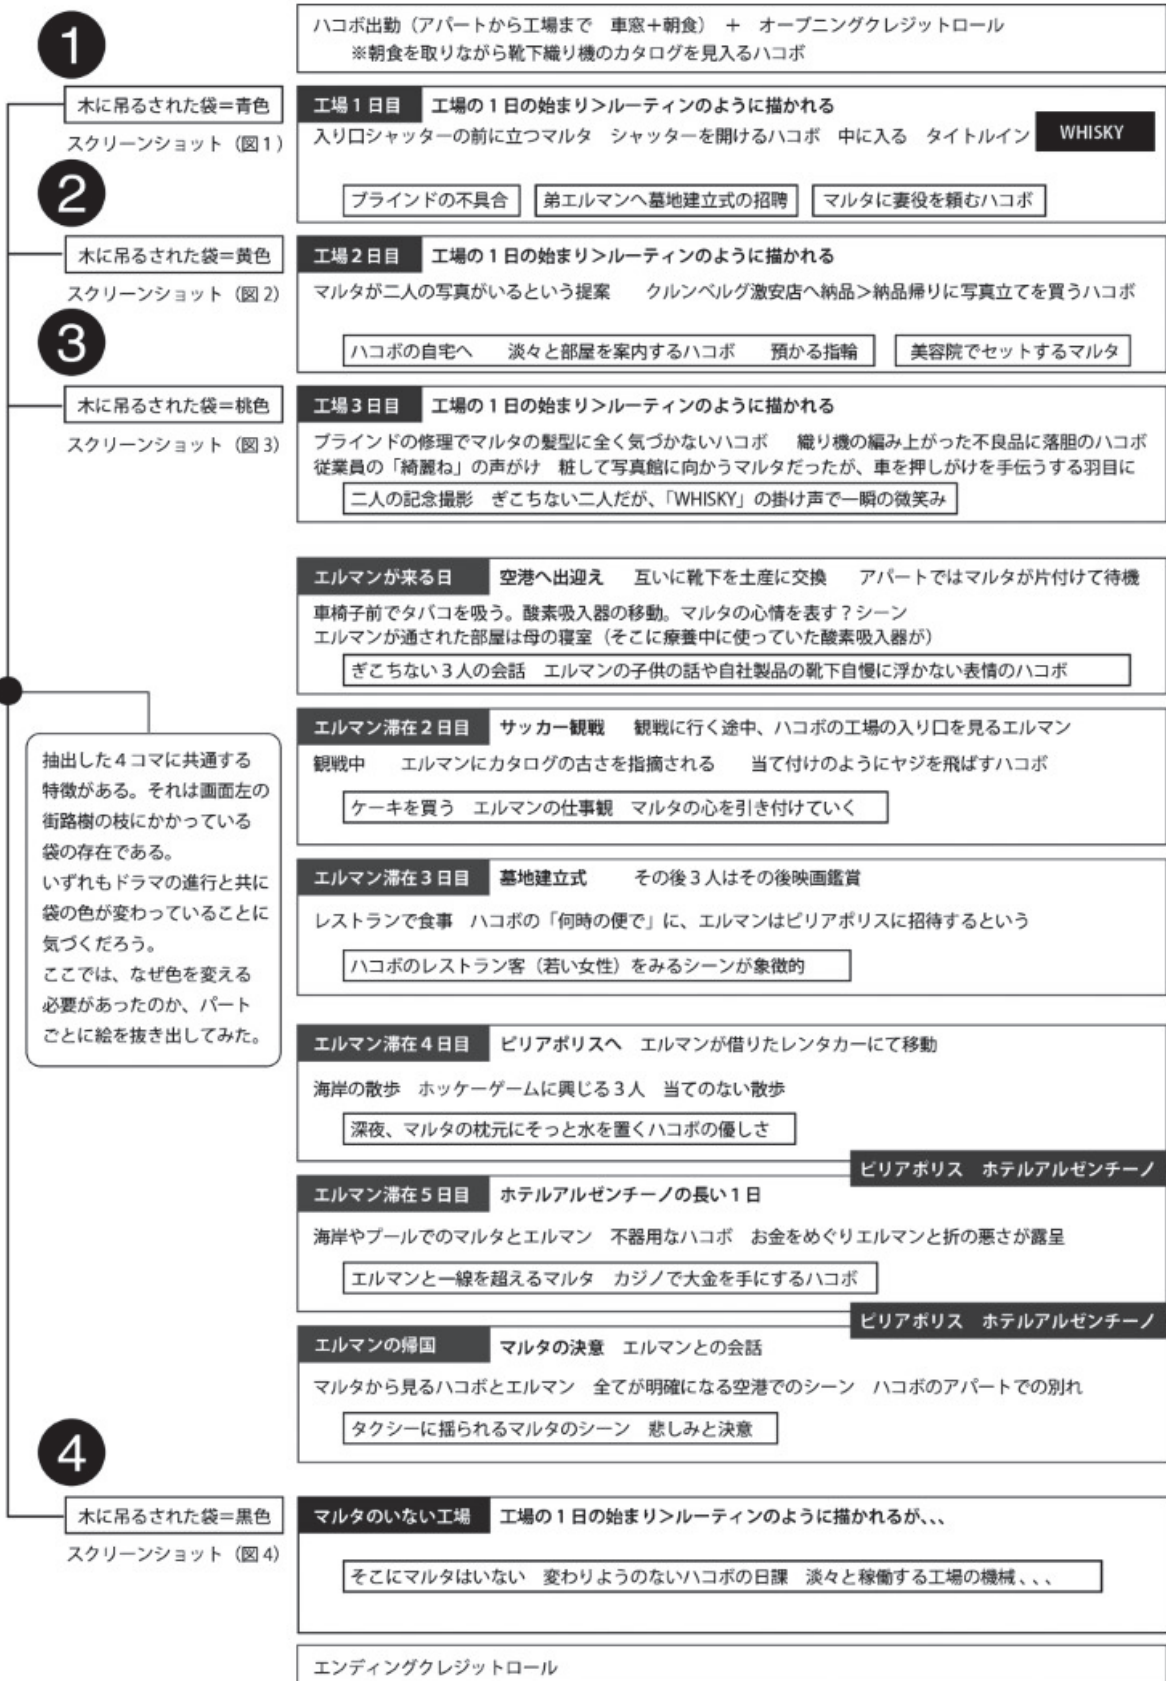 ハコボ出勤（アパートから工場まで　車窓＋朝食）　＋　オープニングクレジットロール
※朝食を取りながら靴下織り機のカタログを見入るハコボ
1
木に吊るされた袋＝青色
スクリーンショット（図1）
工場1日目　工場の1日の始まり＞ルーティンのように描かれる
入り口シャッターの前に立つマルタ　シャッターを開けるハコボ　中に入る　タイトルイン　WHISKY
ブラインドの不具合　弟エルマンへ墓地建立式の招聘　マルタに妻役を頼むハコボ
2
木に吊るされた袋＝黄色
スクリーンショット（図2）
工場2日目　工場の1日の始まり＞ルーティンのように描かれる
マルタが二人の写真がいるという提案　クルンベルグ激安店へ納品＞納品帰りに写真立てを買うハコボ
ハコボの自宅へ　淡々と部屋を案内するハコボ　預かる指輪　美容院でセットするマルタ
3
木に吊るされた袋＝桃色
スクリーンショット（図3）
工場3日目　工場の1日の始まり＞ルーティンのように描かれる
ブラインドの修理でマルタの髪型に全く気づかないハコボ　織り機の編み上がった不良品に落胆のハコボ
従業員の「綺麗ね」の声がけ　粧して写真館に向かうマルタだったが、車を押しがけを手伝うする羽目に
二人の記念撮影　ぎこちない二人だが、「WHISKY」の掛け声で一瞬の微笑み
エルマンが来る日　空港へ出迎え　互いに靴下を土産に交換　アパートではマルタが片付けて待機
車椅子前でタバコを吸う。酸素吸入器の移動。マルタの心情を表す？シーン
エルマンが通された部屋は母の寝室（そこに療養中に使っていた酸素吸入器が）
ぎこちない3人の会話　エルマンの子供の話や自社製品の靴下自慢に浮かない表情のハコボ
抽出した4コマに共通する
特徴がある。それは画面左の
街路樹の枝にかかっている
袋の存在である。
いずれもドラマの進行と共に
袋の色が変わっていることに
気づくだろう。
ここでは、なぜ色を変える
必要があったのか、パート
ごとに絵を抜き出してみた。
エルマン滞在2日目　サッカー観戦　観戦に行く途中、ハコボの工場の入り口を見るエルマン
観戦中　エルマンにカタログの古さを指摘される　当て付けのようにヤジを飛ばすハコボ
ケーキを買う　エルマンの仕事観　マルタの心を引き付けていく
エルマン滞在3日目　墓地建立式　その後3人はその後映画鑑賞
レストランで食事　ハコボの「何時の便で」に、エルマンはピリアポリスに招待するという
ハコボのレストラン客（若い女性）をみるシーンが象徴的
エルマン滞在4日目　ピリアポリスへ　エルマンが借りたレンタカーにて移動
海岸の散歩　ホッケーゲームに興じる3人　当てのない散歩
深夜、マルタの枕元にそっと水を置くハコボの優しさ
ピリアポリス　ホテルアルゼンチーノ
エルマン滞在5日目　ホテルアルゼンチーノの長い1日
海岸やプールでのマルタとエルマン　不器用なハコボ　お金をめぐりエルマンと折の悪さが露呈
エルマンと一線を超えるマルタ　カジノで大金を手にするハコボ
ピリアポリス　ホテルアルゼンチーノ
エルマンの帰国　マルタの決意　エルマンとの会話
マルタから見るハコボとエルマン　全てが明確になる空港でのシーン　ハコボのアパートでの別れ
タクシーに揺られるマルタのシーン　悲しみと決意
4
木に吊るされた袋＝黒色
スクリーンショット（図4）
マルタのいない工場　工場の1日の始まり＞ルーティンのように描かれるが、、、
そこにマルタはいない　変わりようのないハコボの日課　淡々と稼働する工場の機械、、、
エンディングクレジットロール